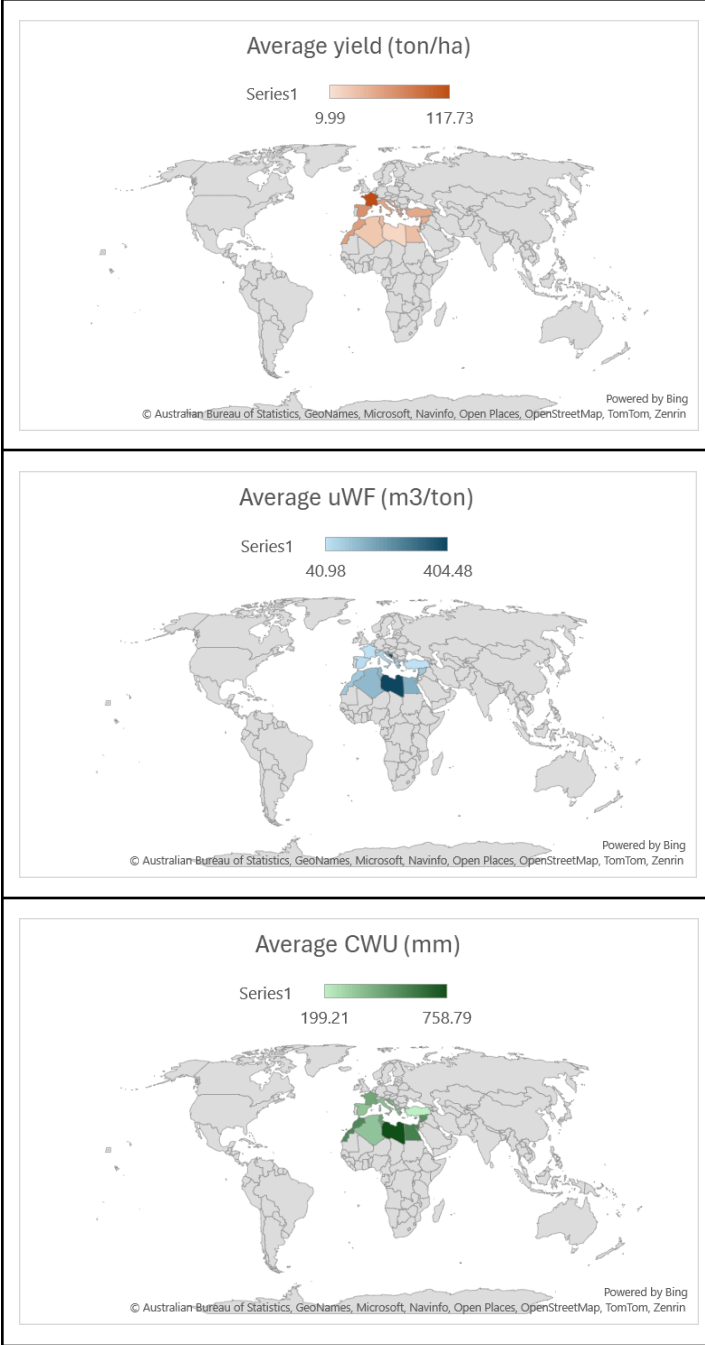 Average yield (ton/ha)
Series1
9.99 117.73
Powered by Bing
© Australian Bureau of Statistics, GeoNames, Microsoft, Navinfo, Open Places, OpenStreetMap, TomTom, Zenrin
Average uWF (m3/ton)
Series1
40.98 404.48
Powered by Bing
© Australian Bureau of Statistics, GeoNames, Microsoft, Navinfo, Open Places, OpenStreetMap, TomTom, Zenrin
Average CWU (mm)
Series1
199.21 758.79
Powered by Bing
© Australian Bureau of Statistics, GeoNames, Microsoft, Navinfo, Open Places, OpenStreetMap, TomTom, Zenrin